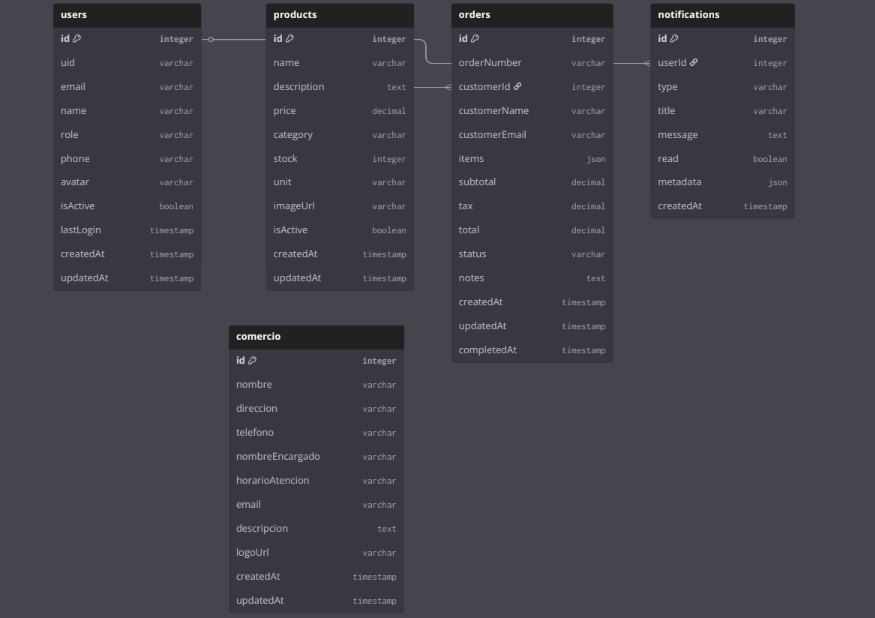 users
id integer
uid varchar
email varchar
name varchar
role varchar
phone varchar
avatar varchar
isActive boolean
lastLogin timestamp
createdAt timestamp
updatedAt timestamp
products
id integer
name varchar
description text
price decimal
category varchar
stock integer
unit varchar
imageUrl varchar
isActive boolean
createdAt timestamp
updatedAt timestamp
orders
id integer
orderNumber varchar
customerId integer
customerName varchar
customerEmail varchar
items json
subtotal decimal
tax decimal
total decimal
status varchar
notes text
createdAt timestamp
updatedAt timestamp
completedAt timestamp
notifications
id integer
userId integer
type varchar
title varchar
message text
read boolean
metadata json
createdAt timestamp
comercio
id integer
nombre varchar
direccion varchar
telefono varchar
nombreEncargado varchar
horarioAtencion varchar
email varchar
descripcion text
logoUrl varchar
createdAt timestamp
updatedAt timestamp